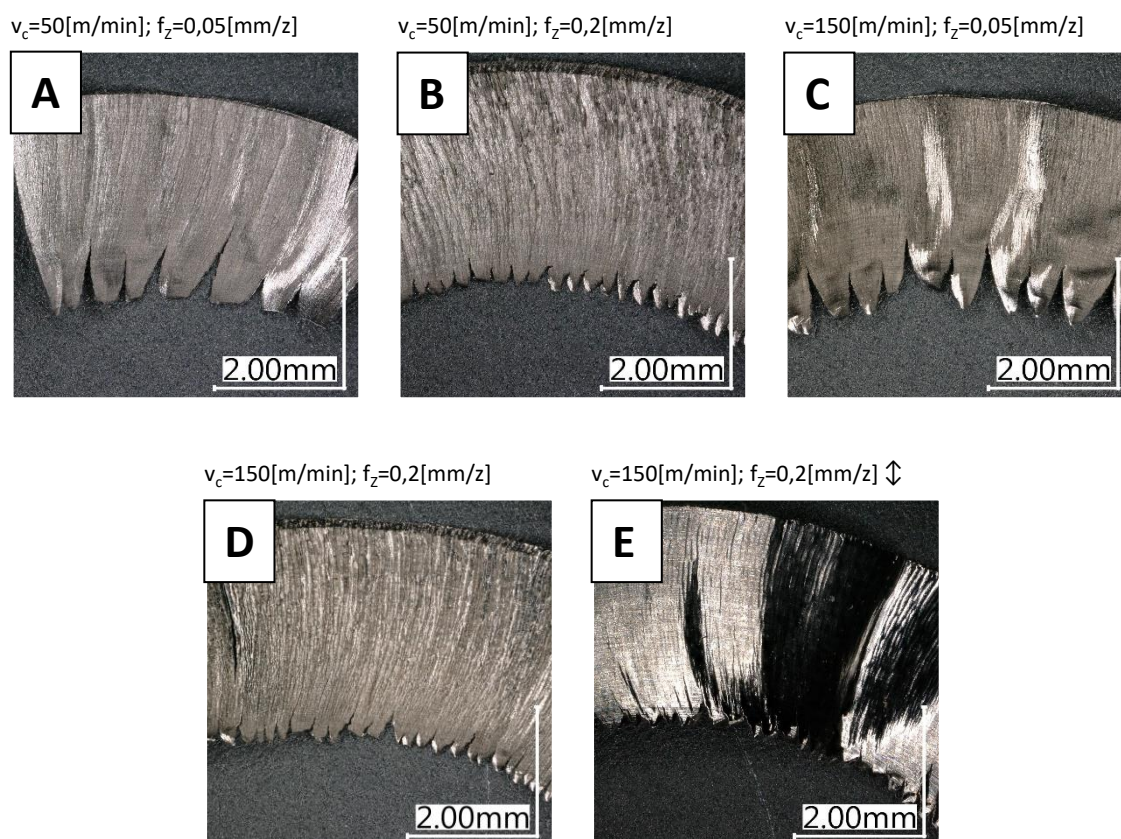 v_c=50[m/min]; f_Z=0,05[mm/z]
A
2.00mm
v_c=50[m/min]; f_Z=0,2[mm/z]
B
2.00mm
v_c=150[m/min]; f_Z=0,05[mm/z]
C
2.00mm
v_c=150[m/min]; f_Z=0,2[mm/z]
D
2.00mm
v_c=150[m/min]; f_Z=0,2[mm/z] ↕
E
2.00mm